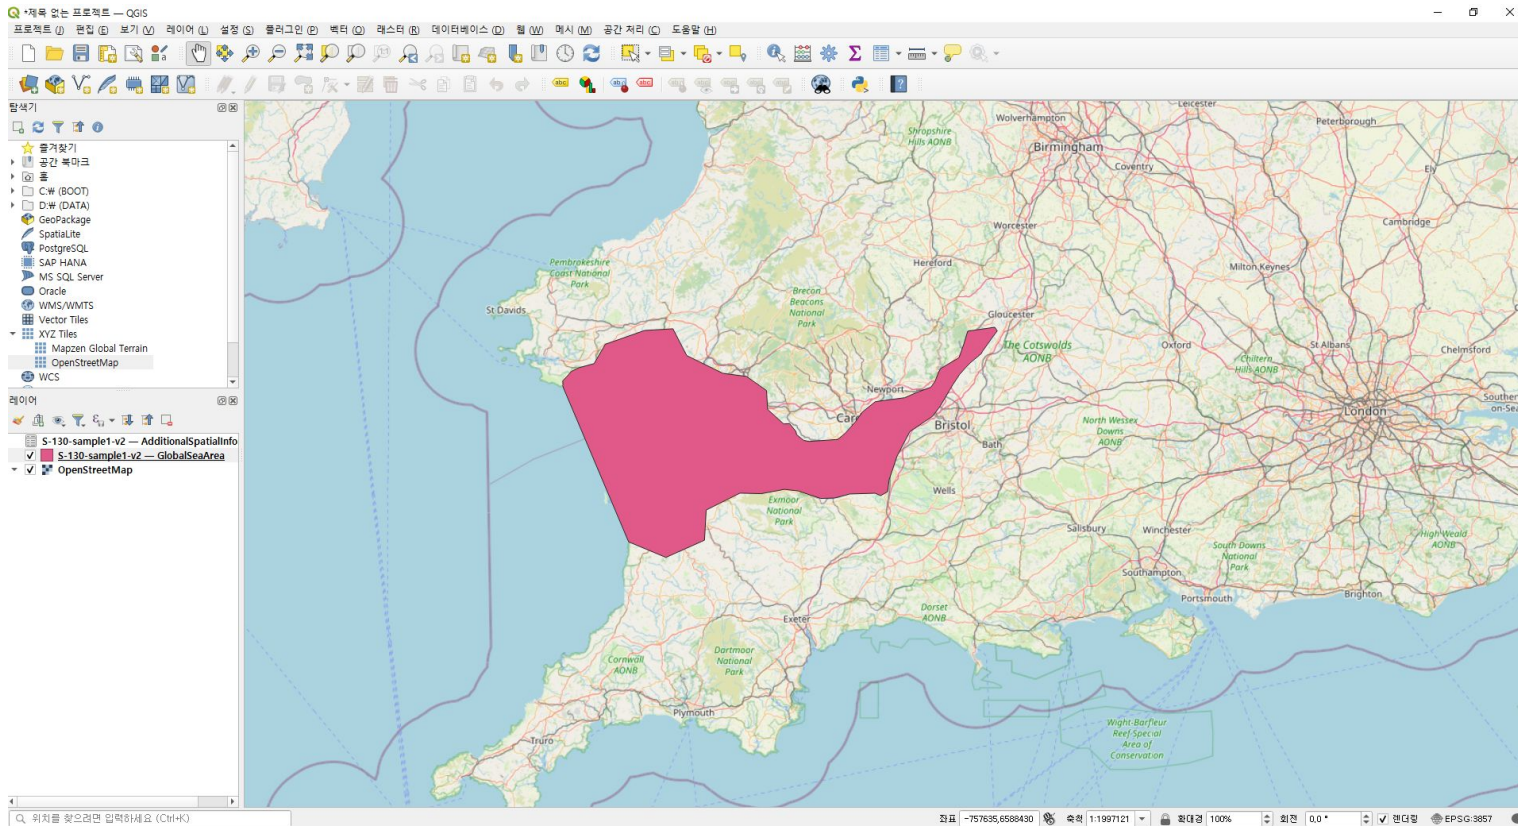 *제목 없는 프로젝트 — QGIS
프로젝트 (J) 편집 (E) 보기 (V) 레이어 (L) 설정 (S) 플러그인 (P) 벡터 (O) 래스터 (R) 데이터베이스 (D) 웹 (W) 메시 (M) 공간 처리 (C) 도움말 (H)
탐색기
즐겨찾기
공간 북마크
홈
C:₩ (BOOT)
D:₩ (DATA)
GeoPackage
SpatiaLite
PostgreSQL
SAP HANA
MS SQL Server
Oracle
WMS/WMTS
Vector Tiles
XYZ Tiles
Mapzen Global Terrain
OpenStreetMap
WCS
레이어
S-130-sample1-v2 — AdditionalSpatialInfo
S-130-sample1-v2 — GlobalSeaArea
OpenStreetMap
Leicester
Wolverhampton
Peterborough
Shropshire
Hills AONB
Birmingham
Coventry
Ely
Worcester
Cambridge
Hereford
Milton Keynes
Pembrokeshire
Coast National
Park
Brecon
Beacons
National
Park
St Davids
Gloucester
The Cotswolds
AONB
Oxford
St Albans
Chelmsford
Chiltern
Hills AONB
Newport
Car
Bristol
Bath
North Wessex
Downs
AONB
London
Southen
on-Sea
Wells
Exmoor
National
Park
Salisbury
Winchester
High Weald
AONB
South Downs
National
Park
Southampton
Portsmouth
Brighton
Dorset
AONB
Exeter
Cornwall
AONB
Dartmoor
National
Park
Plymouth
Truro
Wight-Barfleur
Reef Special
Area of
Conservation
위치를 찾으려면 입력하세요 (Ctrl+K)
좌표 -757635,6588430 축척 1:1997121 확대경 100% 회전 0.0 ° 렌더링 EPSG:3857